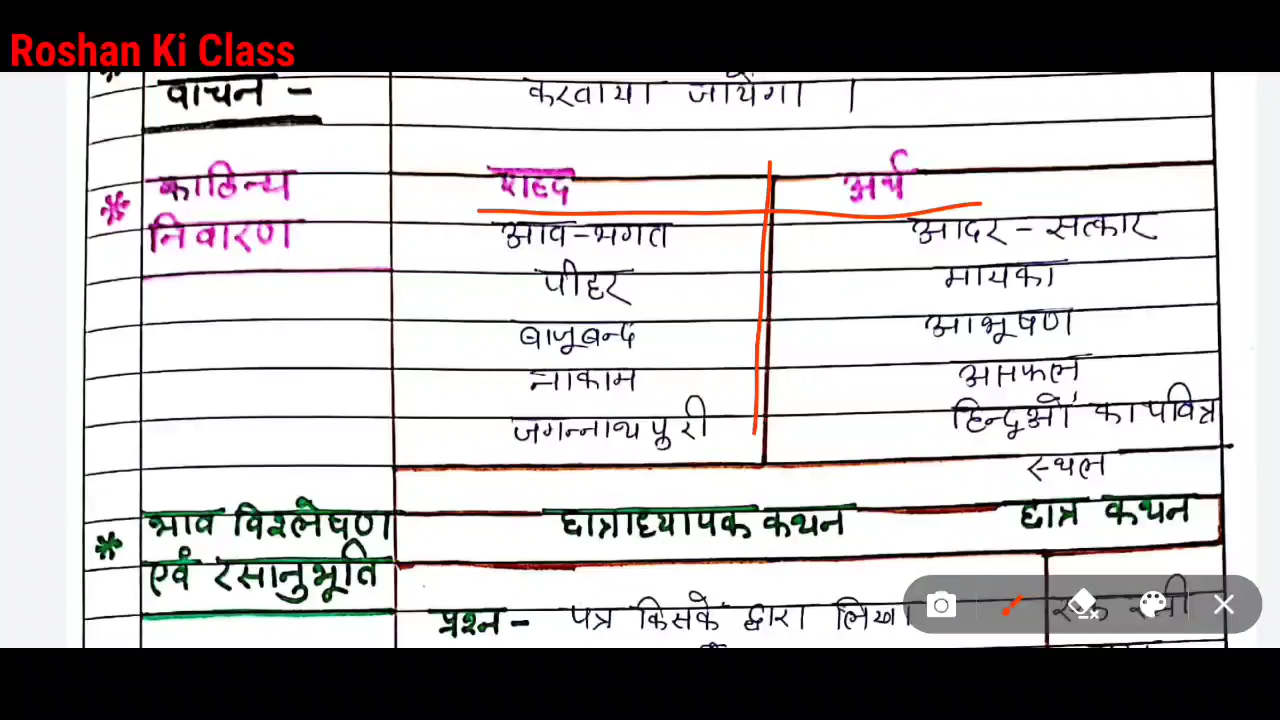 Roshan Ki Class
वाचन - करवाया जायेगा ।
* काठिन्य निवारण
शब्द अर्थ
आव-भगत आदर - सत्कार
पीहर मायका
बाजूबन्द आभूषण
नाकाम असफल
जगन्नाथ पुरी हिन्दूओं का पवित्र
स्थल
* भाव विश्लेषण एवं रसानुभूति
छात्राध्यापक कथन छात्र कथन
प्रश्न - पत्र किसके द्वारा लिखा